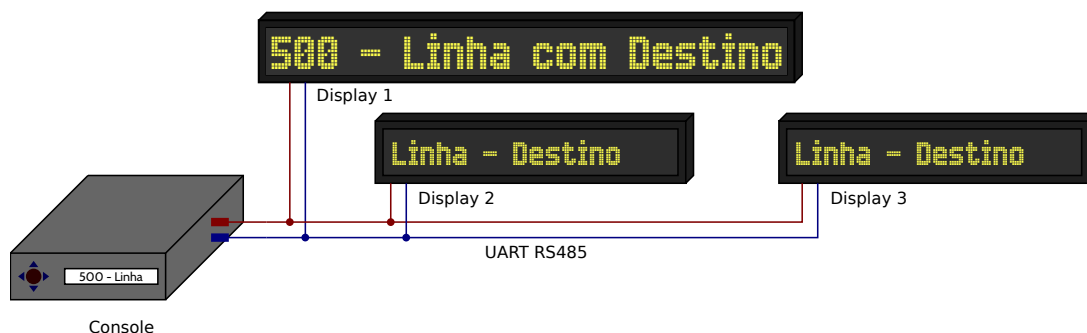 500 - Linha com Destino
Display 1
Linha - Destino
Display 2
Linha - Destino
Display 3
UART RS485
500 - Linha
Console